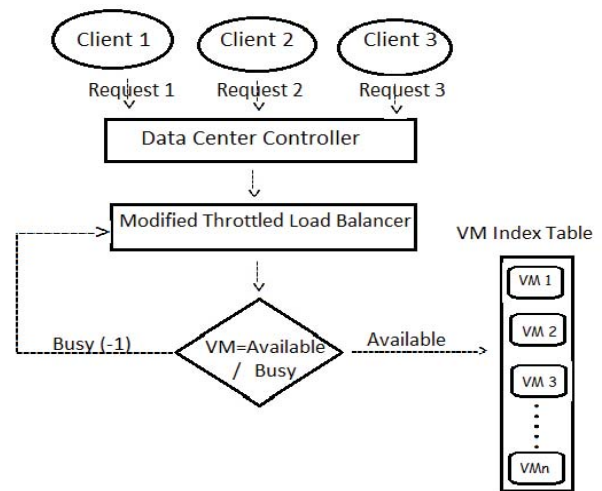 Client 1
Client 2
Client 3
Request 1
Request 2
Request 3
Data Center Controller
Modified Throttled Load Balancer
VM Index Table
VM 1
VM 2
VM 3
VMn
Busy (-1)
VM=Available
/ Busy
Available